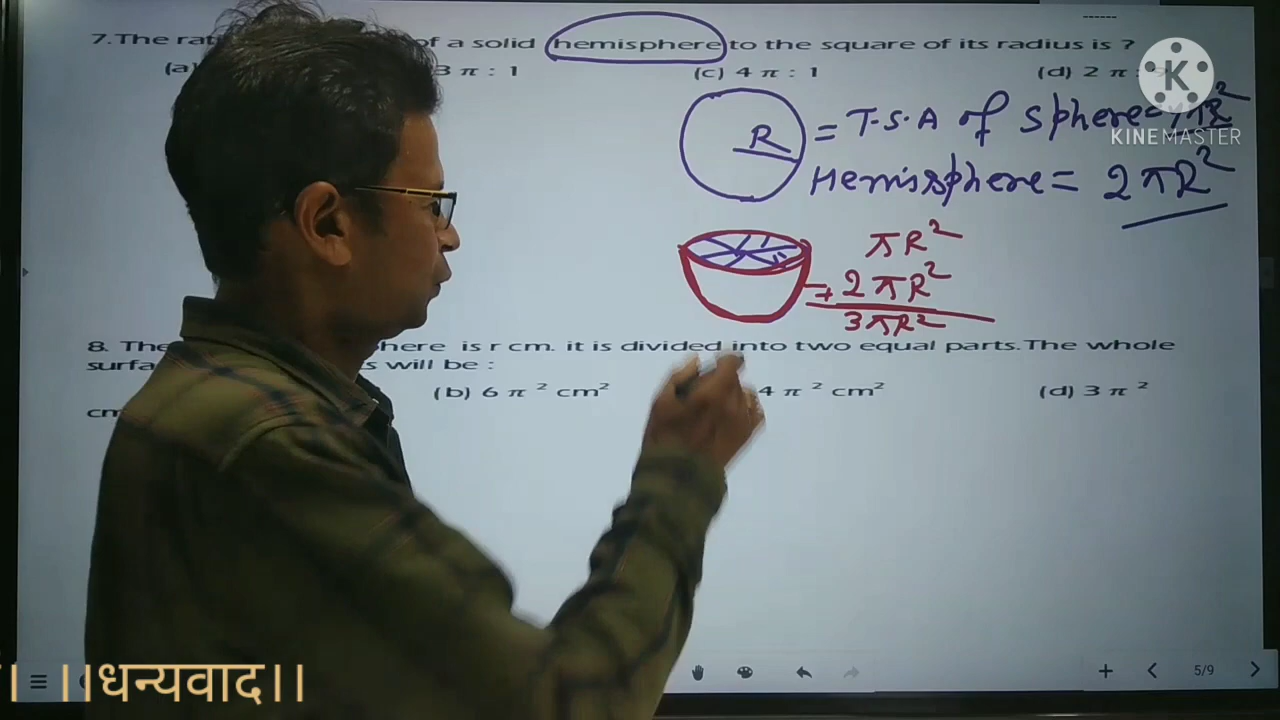 7.The of a solid hemisphere to the square of its radius is ?
(a) 3 π : 1 (c) 4 π : 1 (d) 2 π :
R = T.S.A of Sphere= πR²
Hemisphere = 2πR²
πR²
+ 2πR²
3πR²
KINEMASTER
8. The here is r cm. it is divided into two equal parts.The whole
surfa s will be :
(b) 6 π ² cm² 4 π ² cm² (d) 3 π ²
cm
।। ।।धन्यवाद।।
5/9